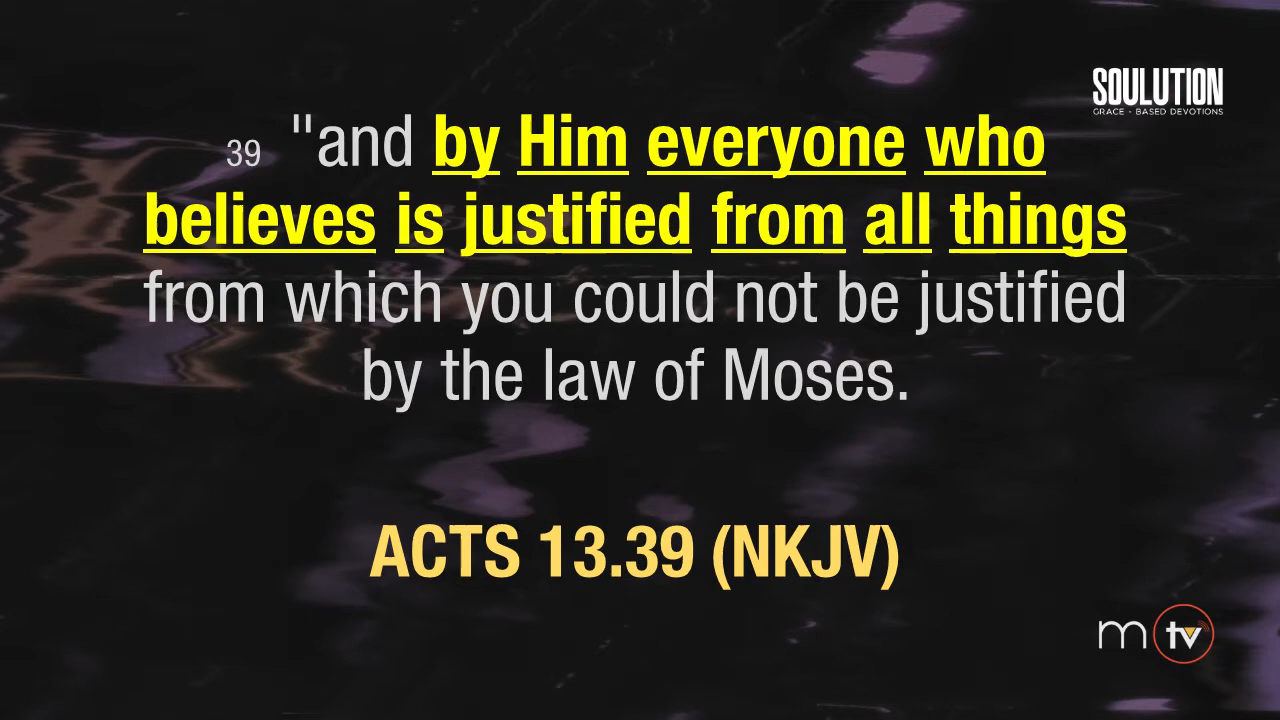 SOULUTION
GRACE - BASED DEVOTIONS
39 "and by Him everyone who
believes is justified from all things
from which you could not be justified
by the law of Moses.
ACTS 13.39 (NKJV)
m tv